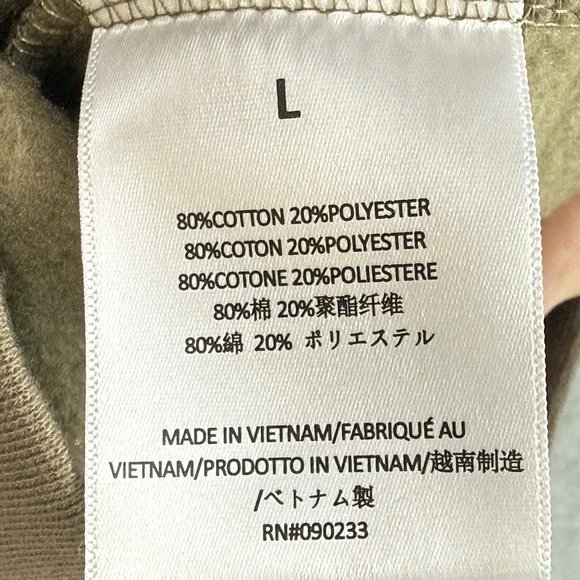 L
80%COTTON 20%POLYESTER
80%COTON 20%POLYESTER
80%COTONE 20%POLIESTERE
80%棉 20%聚酯纤维
80%綿 20% ポリエステル
MADE IN VIETNAM/FABRIQUÉ AU
VIETNAM/PRODOTTO IN VIETNAM/越南制造
/ベトナム製
RN#090233